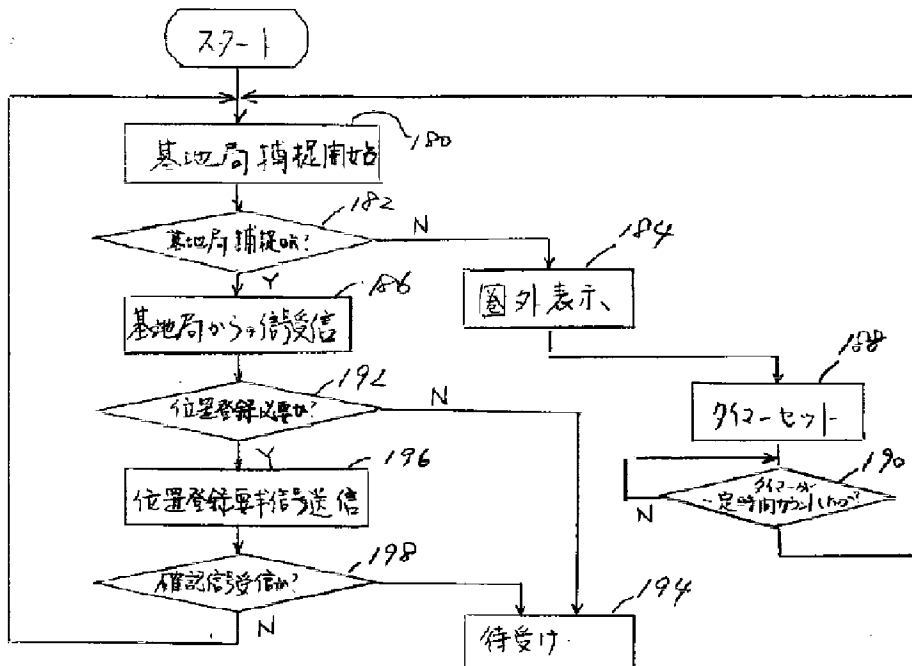 スタート
基地局捕捉開始
180
基地局捕捉か?
182
N
Y
圏外表示
184
基地局からの信号受信
186
タイマーセット
188
位置登録必要か?
192
N
Y
タイマーが
一定時間カウントしたか?
190
N
位置登録要求信号送信
196
確認信号受信か?
198
N
待受け
194